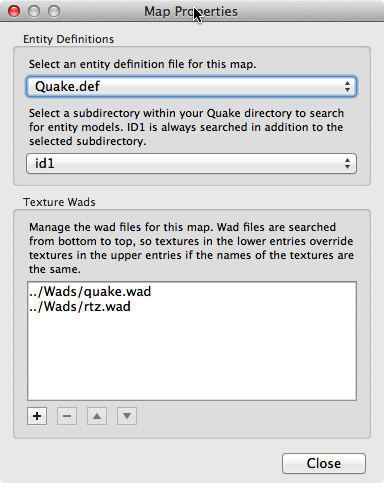 Map Properties
Entity Definitions
Select an entity definition file for this map.
Quake.def
Select a subdirectory within your Quake directory to search
for entity models. ID1 is always searched in addition to the
selected subdirectory.
id1
Texture Wads
Manage the wad files for this map. Wad files are searched
from bottom to top, so textures in the lower entries override
textures in the upper entries if the names of the textures are
the same.
../Wads/quake.wad
../Wads/rtz.wad
Close